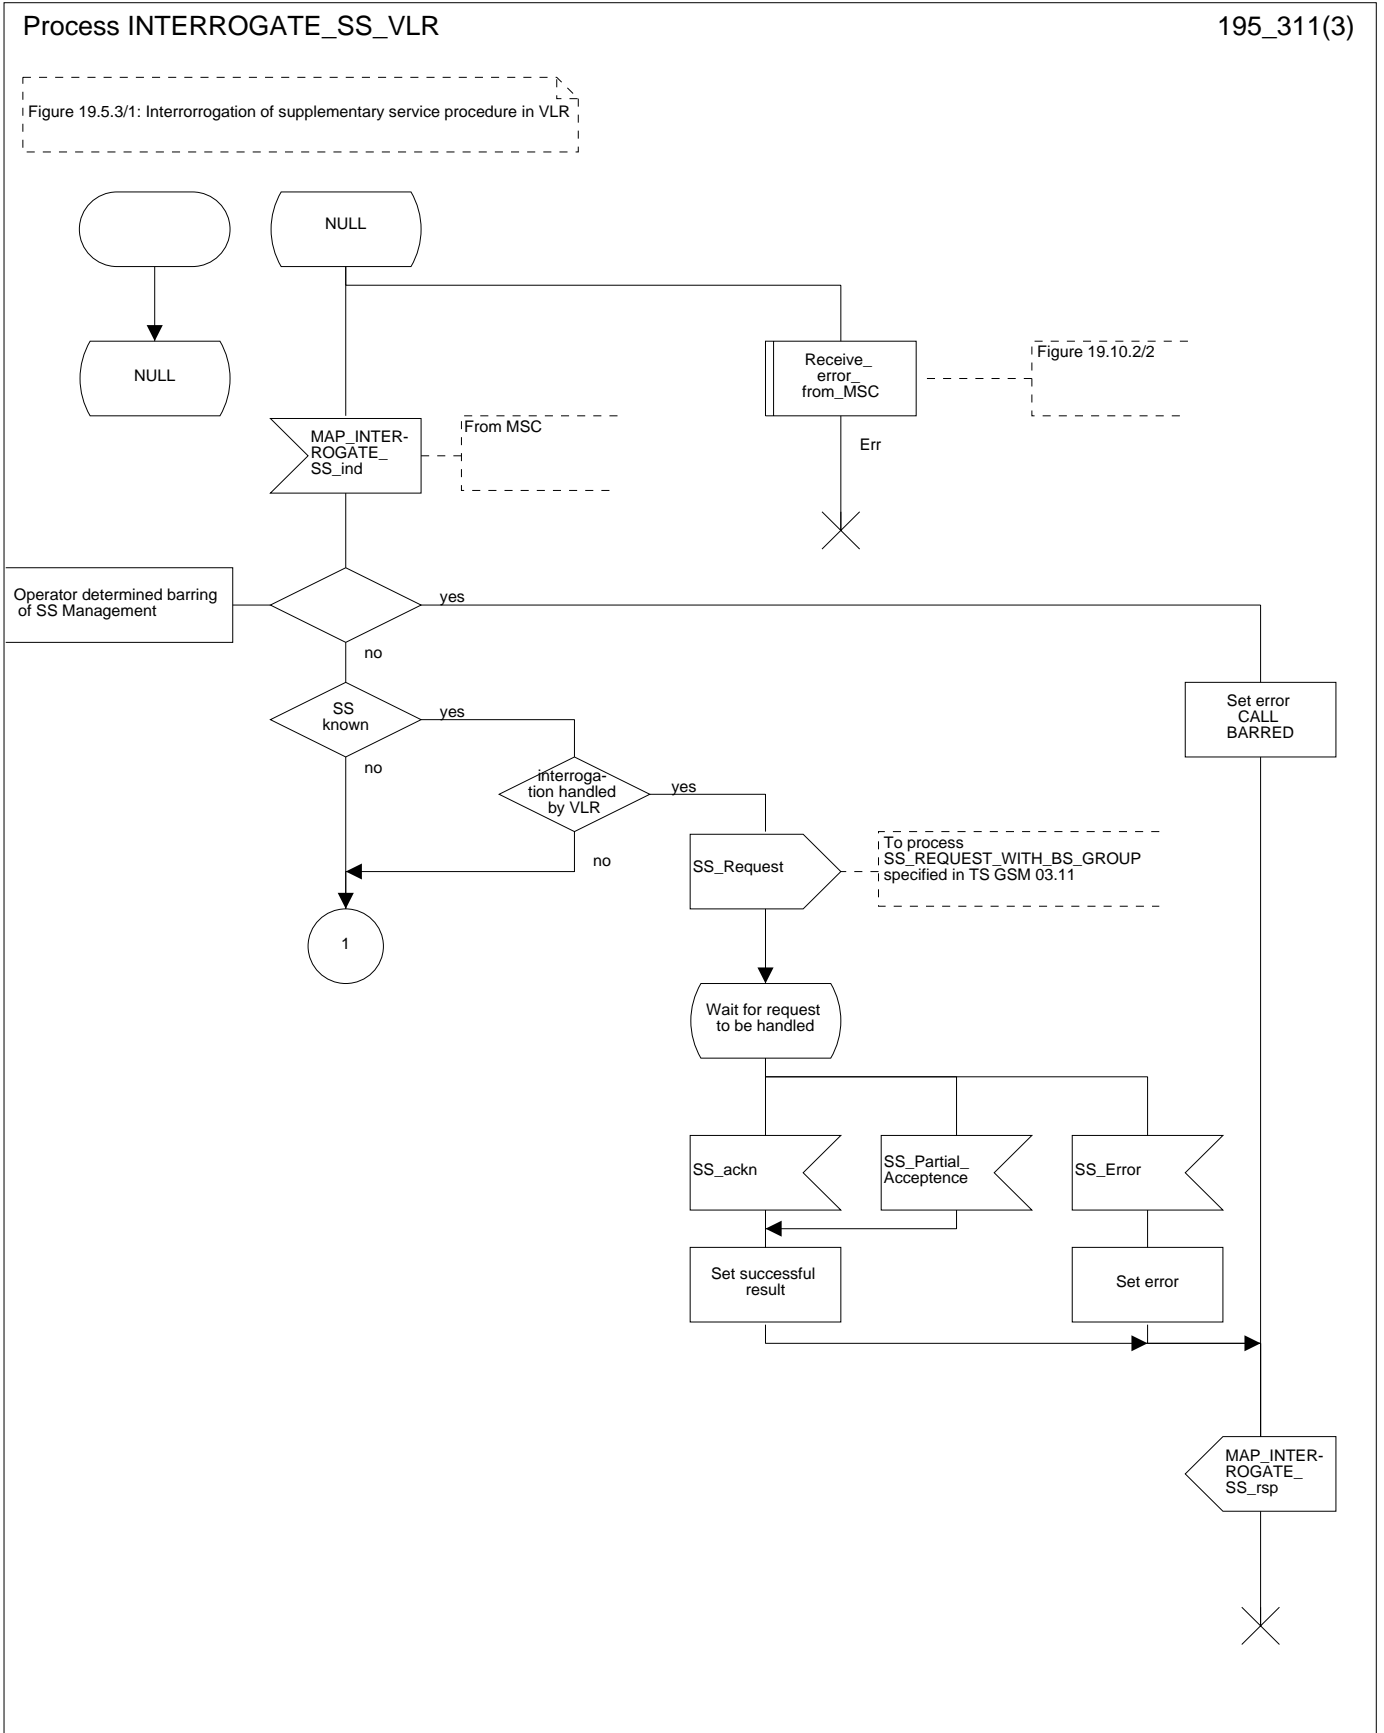 Process INTERROGATE_SS_VLR
195_311(3)
Figure 19.5.3/1: Interrorrogation of supplementary service procedure in VLR
NULL
NULL
Receive_
error_
from_MSC
Figure 19.10.2/2
MAP_INTER-
ROGATE_
SS_ind
From MSC
Err
Operator determined barring
of SS Management
yes
no
SS
known
yes
no
Set error
CALL
BARRED
interroga-
tion handled
by VLR
yes
no
SS_Request
To process
SS_REQUEST_WITH_BS_GROUP
specified in TS GSM 03.11
1
Wait for request
to be handled
SS_ackn
SS_Partial_
Acceptence
SS_Error
Set successful
result
Set error
MAP_INTER-
ROGATE_
SS_rsp